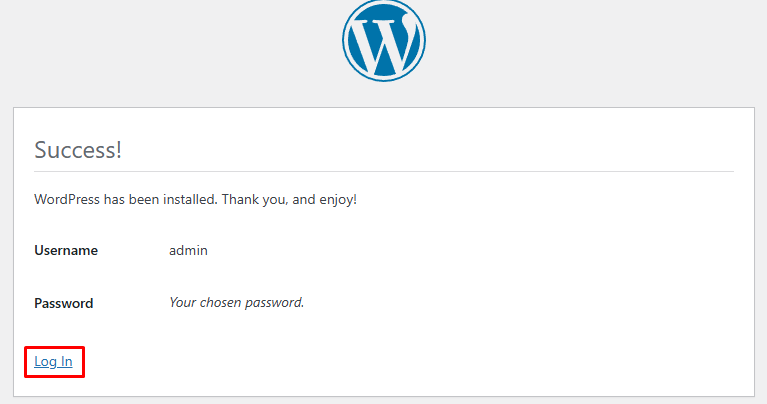 Success!
WordPress has been installed. Thank you, and enjoy!
Username admin
Password Your chosen password.
Log In